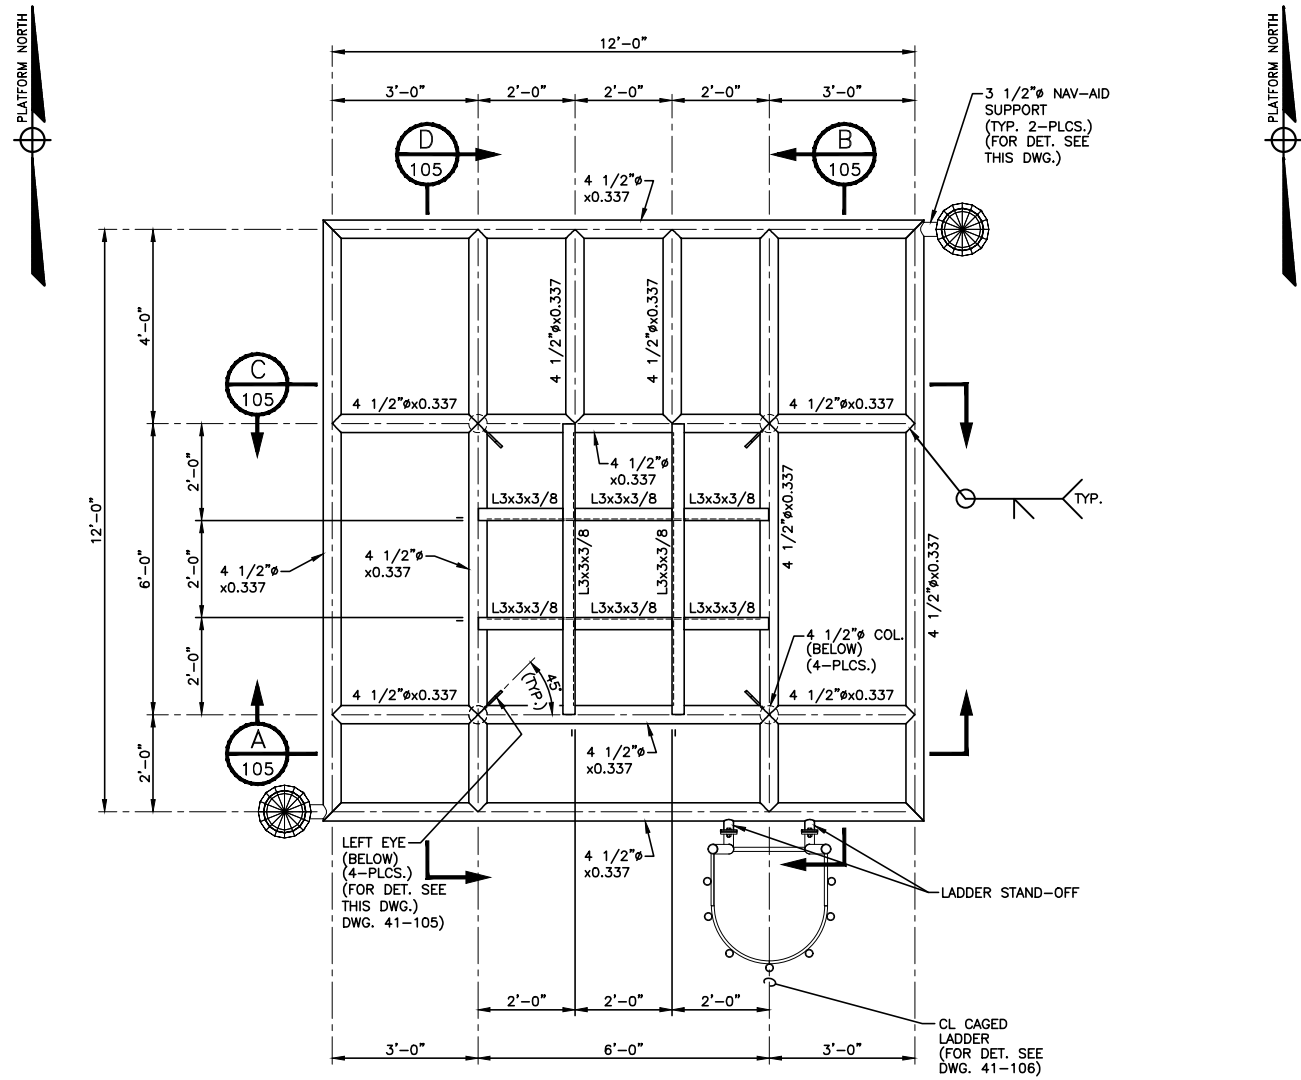 PLATFORM NORTH
PLATFORM NORTH
12'-0"
3'-0"
2'-0"
2'-0"
2'-0"
3'-0"
3 1/2"ø NAV-AID
SUPPORT
(TYP. 2-PLCS.)
(FOR DET. SEE
THIS DWG.)
D
105
B
105
4 1/2"ø
x0.337
4'-0"
4 1/2"øx0.337
4 1/2"øx0.337
C
105
4 1/2"øx0.337
4 1/2"øx0.337
2'-0"
4 1/2"ø
x0.337
4 1/2"øx0.337
TYP.
L3x3x3/8
L3x3x3/8
L3x3x3/8
12'-0"
6'-0"
2'-0"
4 1/2"ø
x0.337
4 1/2"ø
x0.337
L3x3x3/8
L3x3x3/8
4 1/2"øx0.337
L3x3x3/8
L3x3x3/8
L3x3x3/8
2'-0"
4 1/2"ø COL.
(BELOW)
(4-PLCS.)
45°
(TYP.)
4 1/2"øx0.337
4 1/2"øx0.337
A
105
2'-0"
4 1/2"ø
x0.337
LEFT EYE
(BELOW)
(4-PLCS.)
(FOR DET. SEE
THIS DWG.)
DWG. 41-105)
4 1/2"ø
x0.337
LADDER STAND-OFF
2'-0"
2'-0"
2'-0"
CL CAGED
LADDER
(FOR DET. SEE
DWG. 41-106)
3'-0"
6'-0"
3'-0"